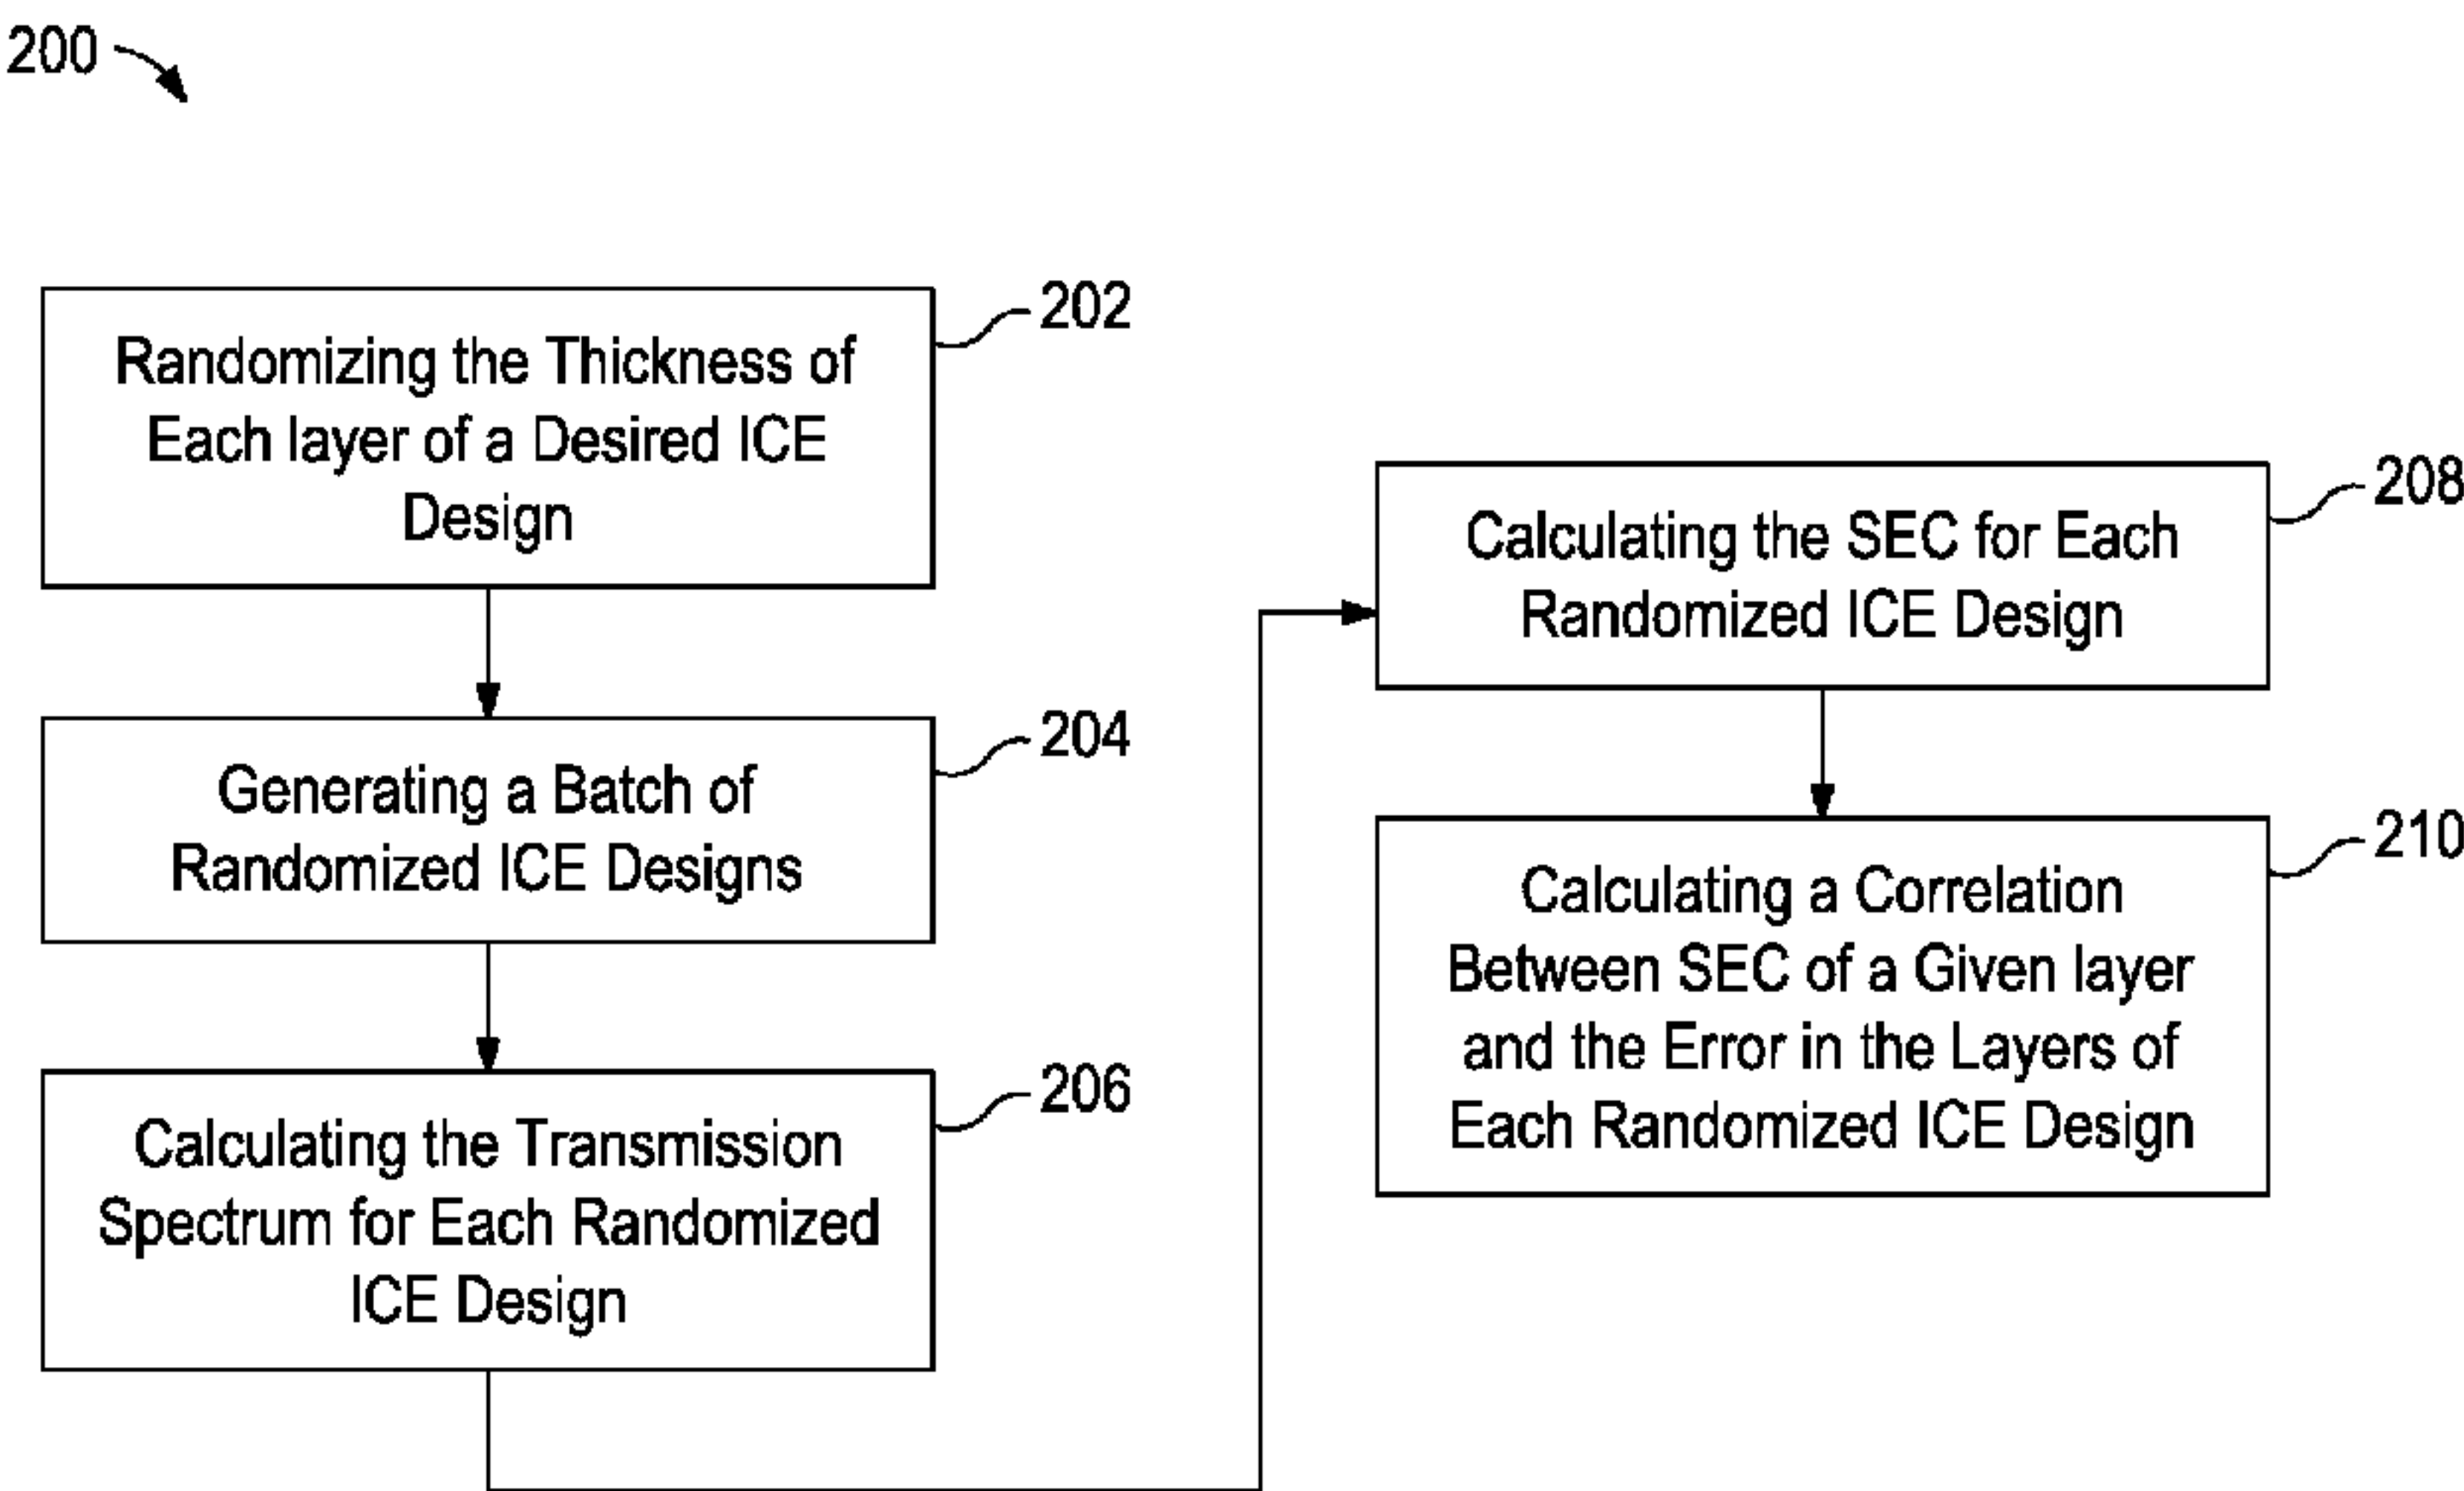 200
Randomizing the Thickness of
Each layer of a Desired ICE
Design
202
Generating a Batch of
Randomized ICE Designs
204
Calculating the Transmission
Spectrum for Each Randomized
ICE Design
206
Calculating the SEC for Each
Randomized ICE Design
208
Calculating a Correlation
Between SEC of a Given layer
and the Error in the Layers of
Each Randomized ICE Design
210